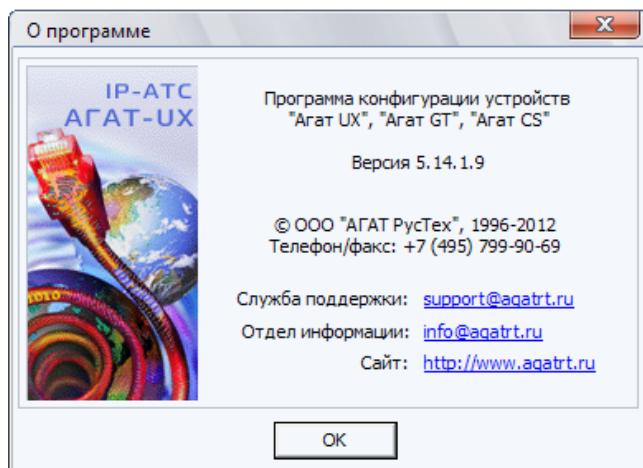 О программе
IP-АТС
АГАТ-UX
Программа конфигурации устройств
"Агат UX", "Агат GT", "Агат CS"
Версия 5.14.1.9
© ООО "АГАТ РусТех", 1996-2012
Телефон/факс: +7 (495) 799-90-69
Служба поддержки: support@agatrt.ru
Отдел информации: info@agatrt.ru
Сайт: http://www.agatrt.ru
OK